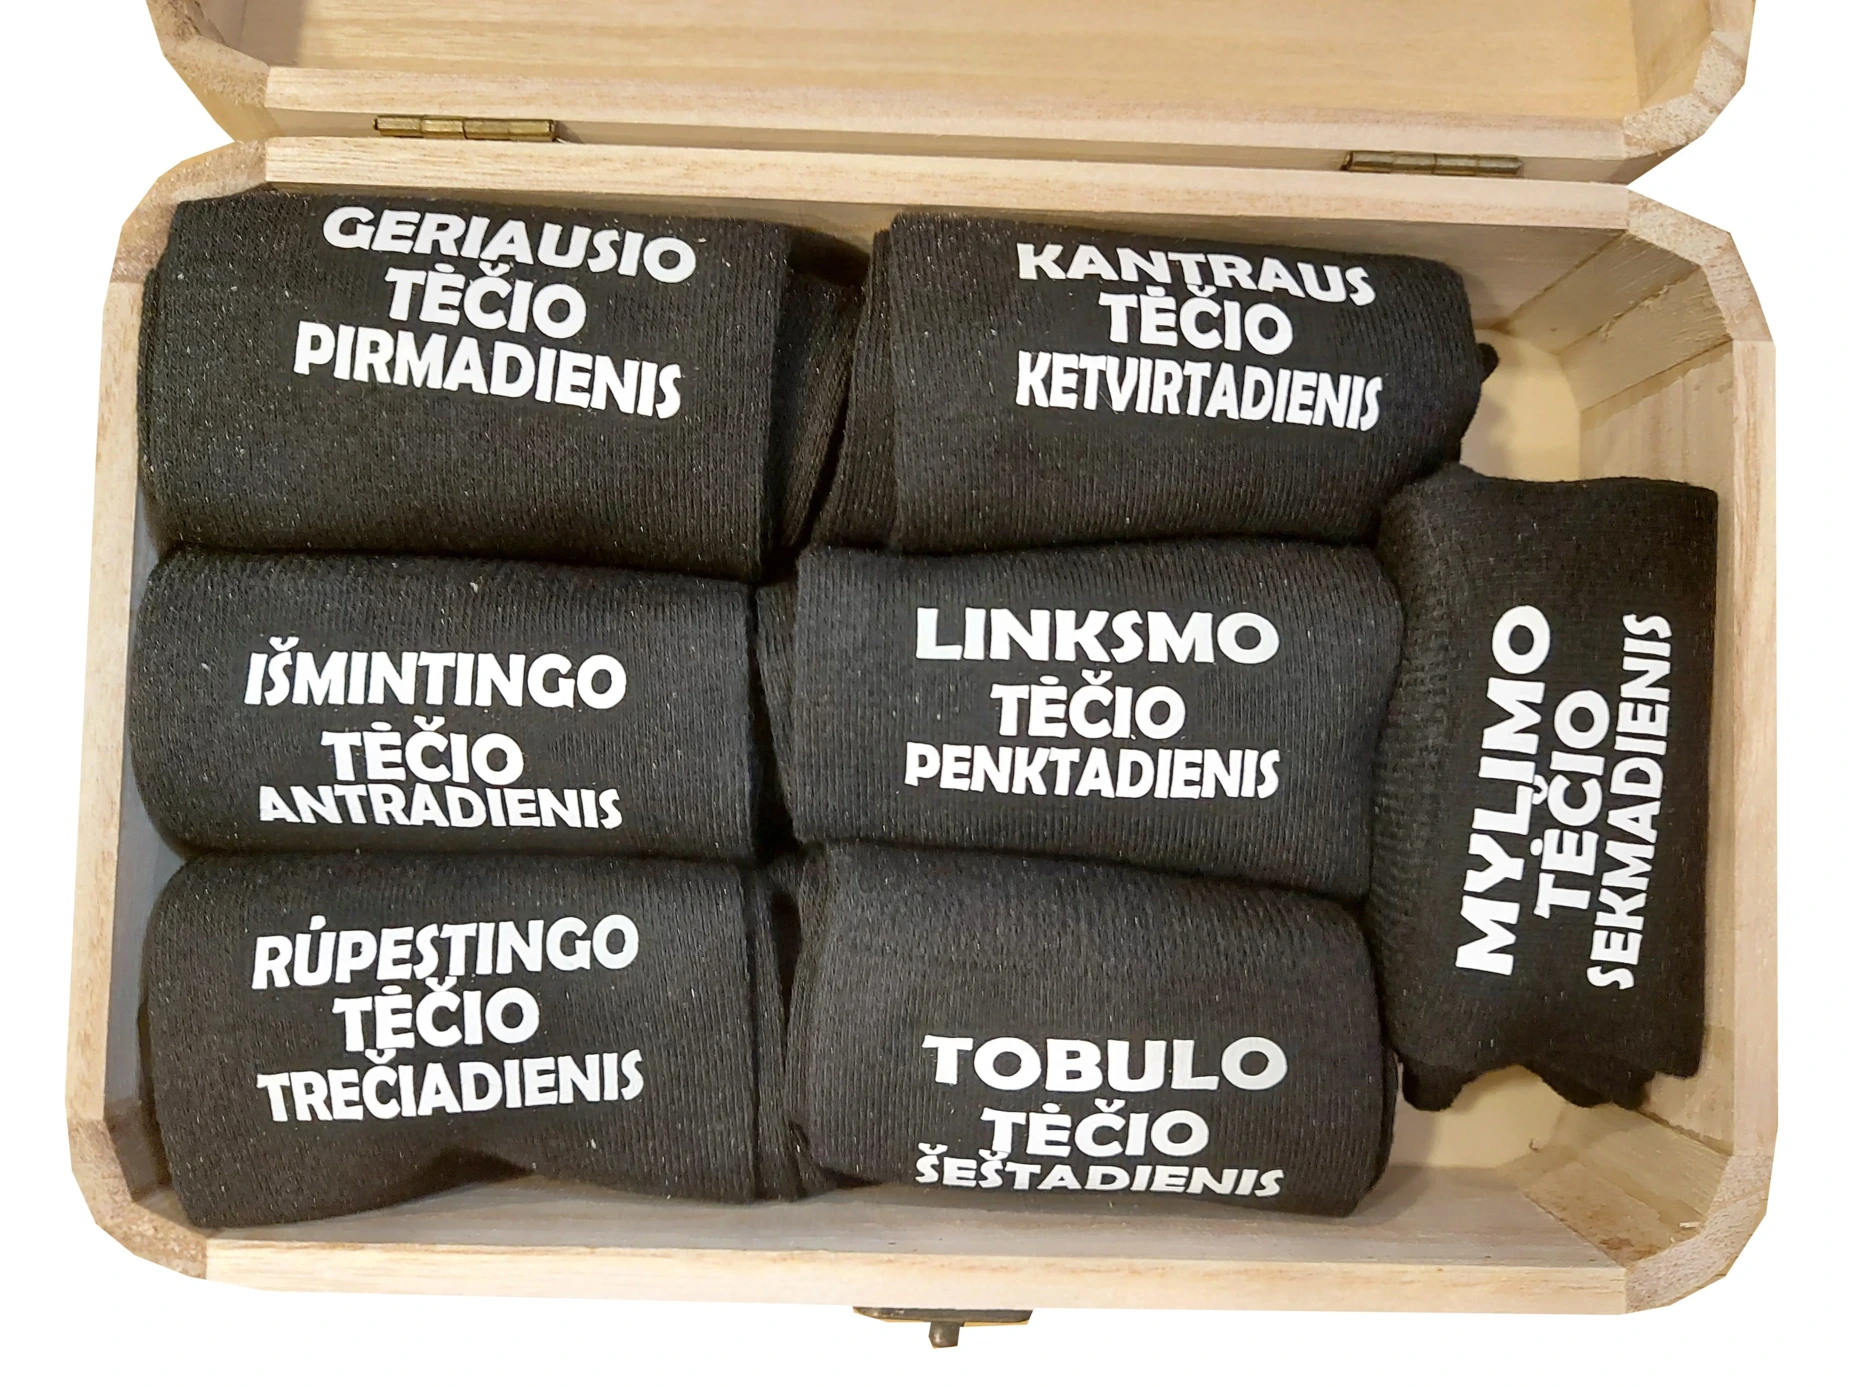 GERIAUSIO
TĖČIO
PIRMADIENIS
IŠMINTINGO
TĖČIO
ANTRADIENIS
RŪPESTINGO
TĖČIO
TREČIADIENIS
KANTRAUS
TĖČIO
KETVIRTADIENIS
LINKSMO
TĖČIO
PENKTADIENIS
TOBULO
TĖČIO
ŠEŠTADIENIS
MYLIMO
TĖČIO
SEKMADIENIS